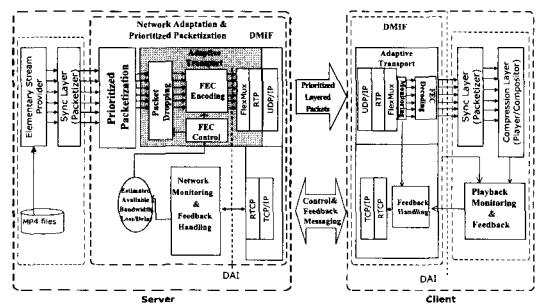 Network Adaptation &
Prioritized Packetization
DMIF
Adaptive
Transport
Elementary Stream
Provider
Sync Layer
(Packetizer)
Prioritized
Packetization
Packet
Dropping
FEC
Encoding
FEC
Control
FlexMux
RTP
UDP/IP
Estimated
Available
Bandwidth
Loss/Delay
Network
Monitoring
&
Feedback
Handling
RTCP
TCP/IP
MP4 files
DAI
Server
Prioritized
Layered
Packets
Control&
Feedback
Messaging
DMIF
Adaptive
Transport
UDP/IP
RTP
FlexMux
FEC
Decoding
Sync Layer
(Packetizer)
Compression Layer
(Player/Compositor)
TCP/IP
RTCP
Feedback
Handling
Playback
Monitoring
&
Feedback
DAI
Client